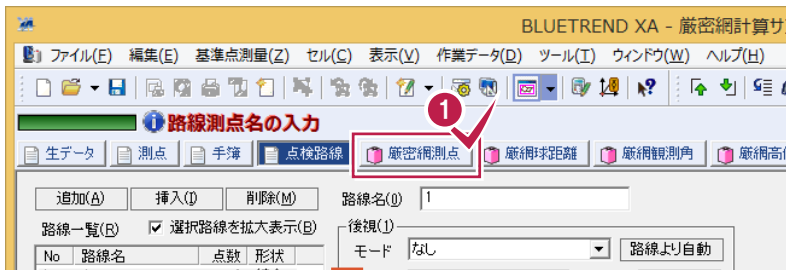 BLUETREND XA - 厳密網計算サ
ファイル(F) 編集(E) 基準点測量(Z) セル(C) 表示(V) 作業データ(D) ツール(T) ウィンドウ(W) ヘルプ(H)
1
路線測点名の入力
生データ 測点 手簿 点検路線 厳密網測点 厳網球距離 厳網観測角 厳網高低
追加(A) 挿入(I) 削除(M) 路線名(0) 1
路線一覧(R) 選択路線を拡大表示(B) 後視(1)
モード なし 路線より自動
No 路線名 点数 形状